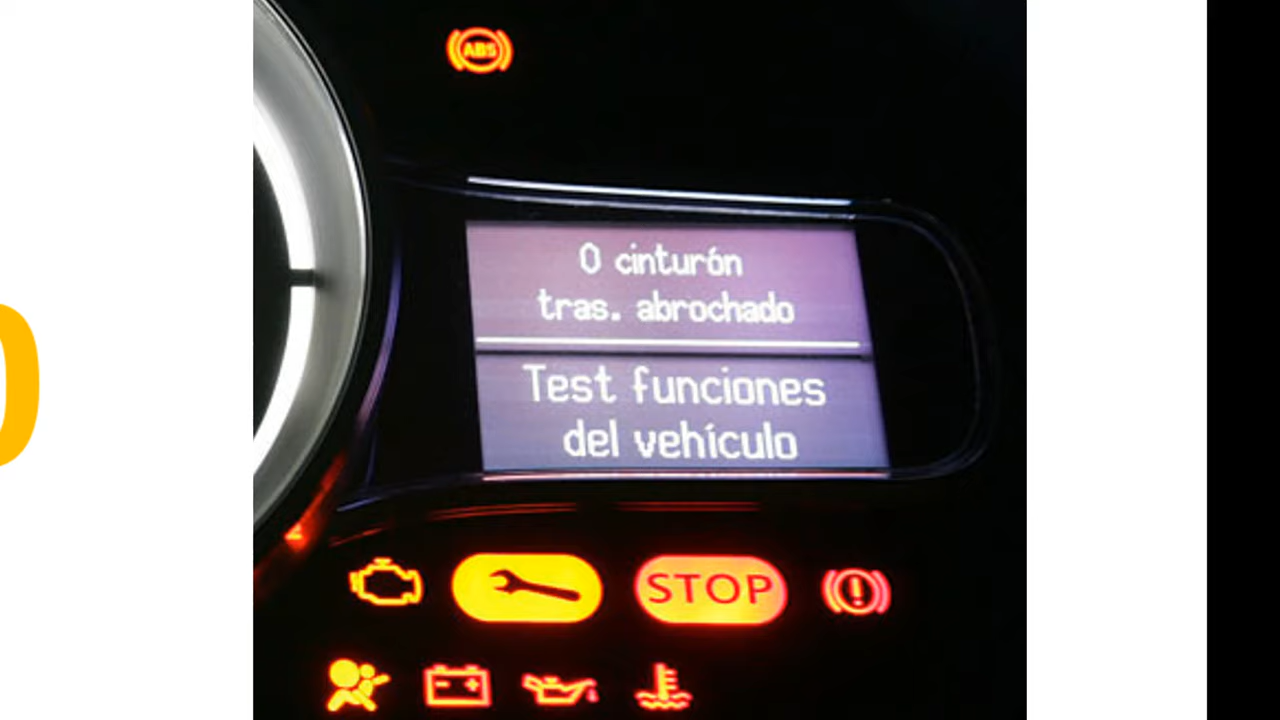 ABS
0 cinturón
tras. abrochado
Test funciones
del vehículo
STOP